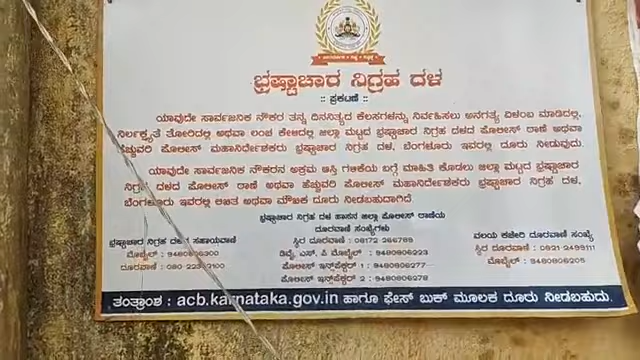 ಭ್ರಷ್ಟಾಚಾರ ನಿಗ್ರಹ ದಳ
:: ಪ್ರಕಟಣೆ ::
ಯಾವುದೇ ಸಾರ್ವಜನಿಕ ನೌಕರ ತನ್ನ ದಿನನಿತ್ಯದ ಕೆಲಸಗಳನ್ನು ನಿರ್ವಹಿಸಲು ಅನಗತ್ಯ ವಿಳಂಬ ಮಾಡಿದಲ್ಲಿ,
ನಿರ್ಲಕ್ಷ್ಯತೆ ತೋರಿದಲ್ಲಿ ಅಥವಾ ಲಂಚ ಕೇಳಿದಲ್ಲಿ ಜಿಲ್ಲಾ ಮಟ್ಟದ ಭ್ರಷ್ಟಾಚಾರ ನಿಗ್ರಹ ದಳದ ಪೊಲೀಸ್ ಠಾಣೆ ಅಥವಾ
ಹೆಚ್ಚುವರಿ ಪೊಲೀಸ್ ಮಹಾನಿರ್ದೇಶಕರು ಭ್ರಷ್ಟಾಚಾರ ನಿಗ್ರಹ ದಳ, ಬೆಂಗಳೂರು ಇವರಲ್ಲಿ ದೂರು ನೀಡುವುದು.
ಯಾವುದೇ ಸಾರ್ವಜನಿಕ ನೌಕರನ ಅಕ್ರಮ ಆಸ್ತಿ ಗಳಿಕೆಯ ಬಗ್ಗೆ ಮಾಹಿತಿ ಕೊಡಲು ಜಿಲ್ಲಾ ಮಟ್ಟದ ಭ್ರಷ್ಟಾಚಾರ
ನಿಗ್ರಹ ದಳದ ಪೊಲೀಸ್ ಠಾಣೆ ಅಥವಾ ಹೆಚ್ಚುವರಿ ಪೊಲೀಸ್ ಮಹಾನಿರ್ದೇಶಕರು ಭ್ರಷ್ಟಾಚಾರ ನಿಗ್ರಹ ದಳ,
ಬೆಂಗಳೂರು ಇವರಲ್ಲಿ ಲಿಖಿತ ಅಥವಾ ಮೌಖಿಕ ದೂರು ನೀಡಬಹುದಾಗಿದೆ.
ಭ್ರಷ್ಟಾಚಾರ ನಿಗ್ರಹ ದಳ ಸಹಾಯವಾಣಿ
ಮೊಬೈಲ್ :
ದೂರವಾಣಿ : 080
ಭ್ರಷ್ಟಾಚಾರ ನಿಗ್ರಹ ದಳ ಹಾಸನ ಜಿಲ್ಲಾ ಪೊಲೀಸ್ ಠಾಣೆಯ
ದೂರವಾಣಿ ಸಂಖ್ಯೆಗಳು
ಸ್ಥಿರ ದೂರವಾಣಿ : 08172
ಡಿವೈ. ಎಸ್. ಪಿ ಮೊಬೈಲ್ : 9480806223
ಪೊಲೀಸ್ ಇನ್ಸ್‌ಪೆಕ್ಟರ್ 1 : 9480806277
ಪೊಲೀಸ್ ಇನ್ಸ್‌ಪೆಕ್ಟರ್ 2 : 9480806278
ವಲಯ ಕಚೇರಿ ದೂರವಾಣಿ ಸಂಖ್ಯೆ
ಸ್ಥಿರ ದೂರವಾಣಿ : 0821
ಮೊಬೈಲ್ : 9480806205
ತಂತ್ರಾಂಶ : acb.karnataka.gov.in ಹಾಗೂ ಫೇಸ್ ಬುಕ್ ಮೂಲಕ ದೂರು ನೀಡಬಹುದು.